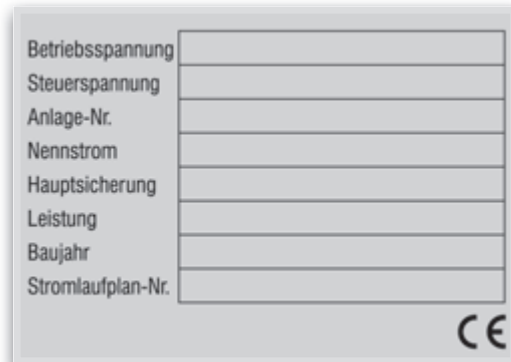 Betriebsspannung
Steuerspannung
Anlage-Nr.
Nennstrom
Hauptsicherung
Leistung
Baujahr
Stromlaufplan-Nr.
CE